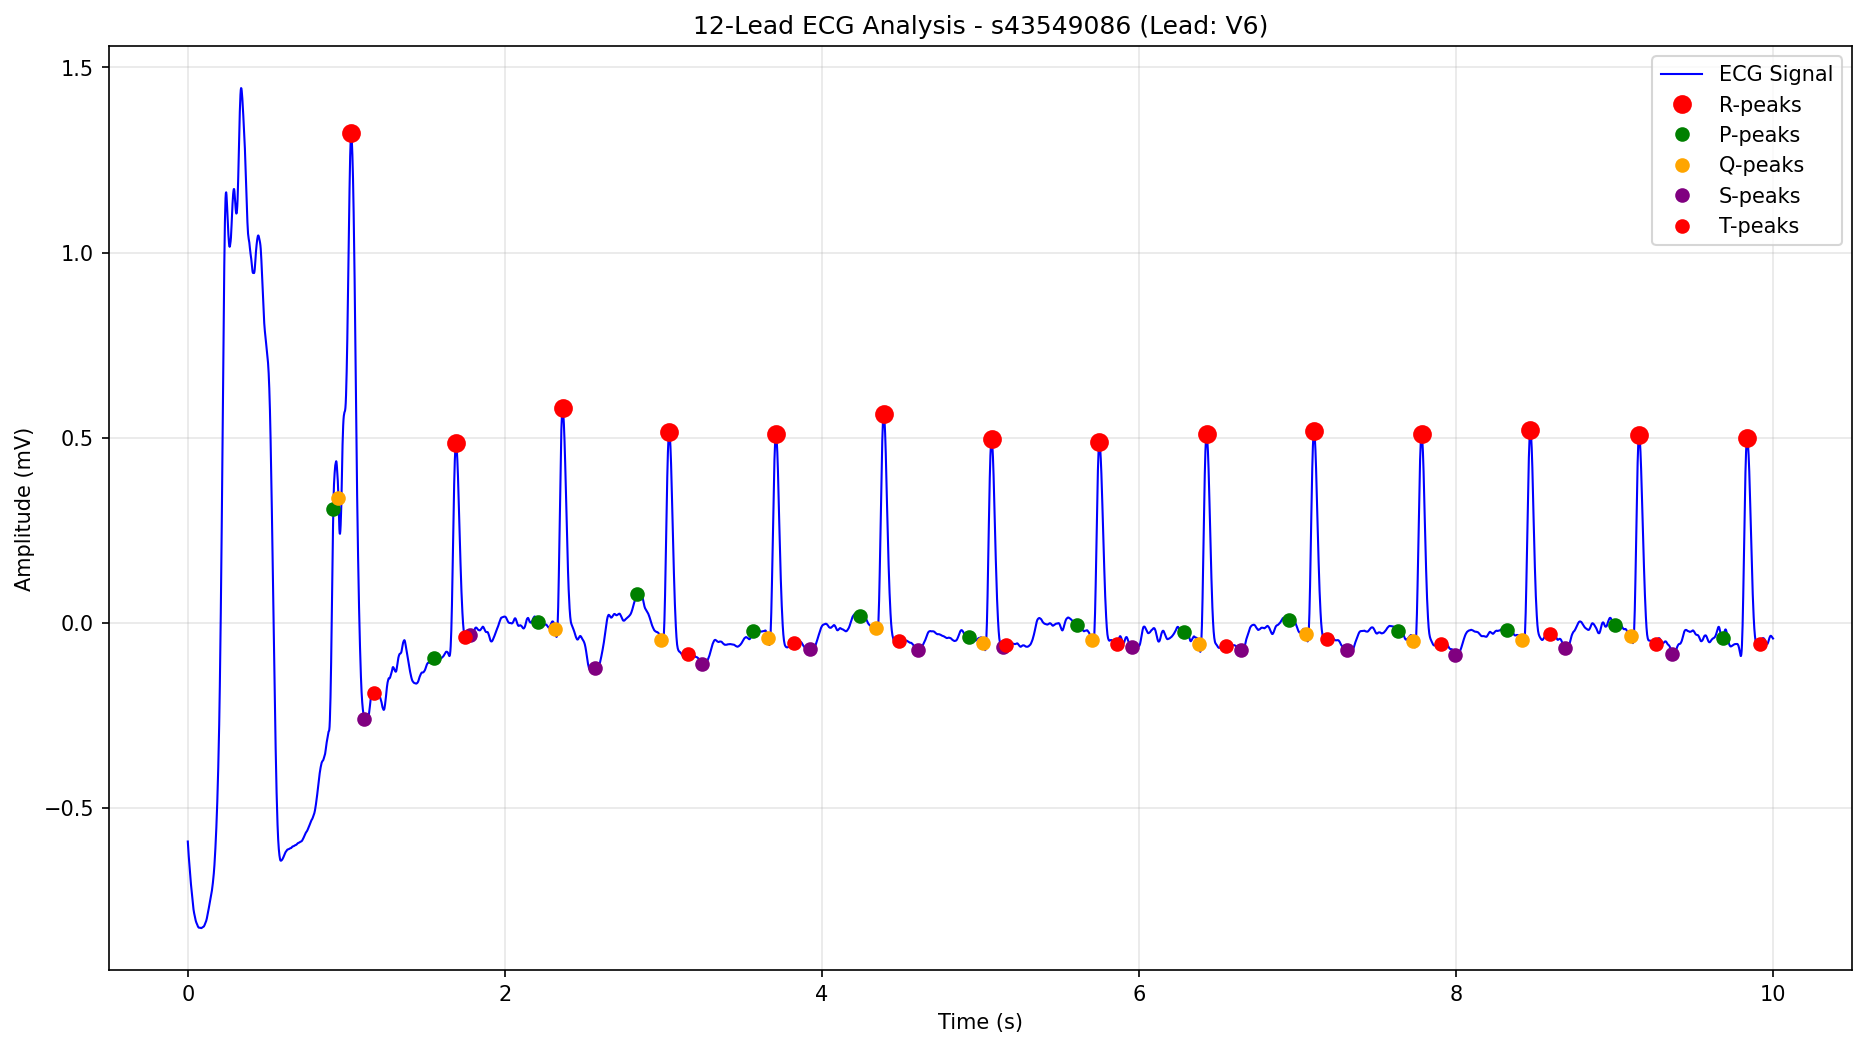 12-Lead ECG Analysis - s43549086 (Lead: V6)
ECG Signal
R-peaks
P-peaks
Q-peaks
S-peaks
T-peaks
1.5
1.0
0.5
0.0
−0.5
Amplitude (mV)
0 2 4 6 8 10
Time (s)